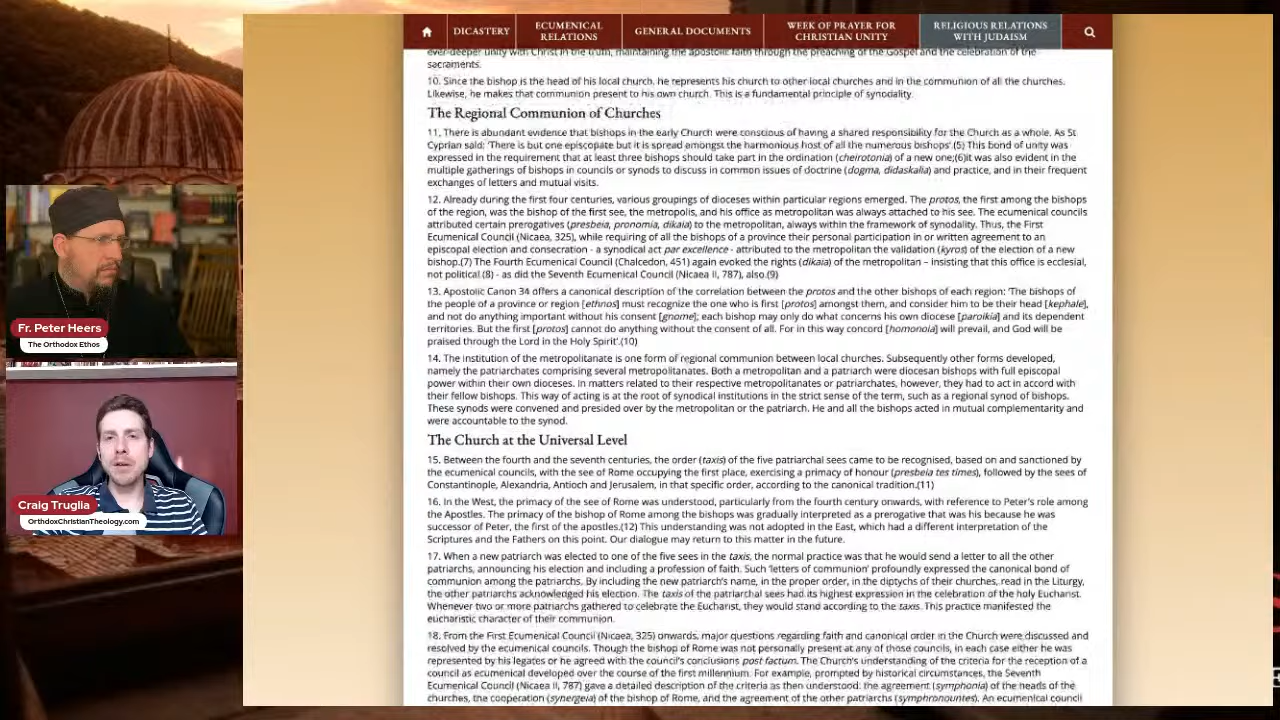 DICASTERY
ECUMENICAL
RELATIONS
GENERAL DOCUMENTS
WEEK OF PRAYER FOR
CHRISTIAN UNITY
RELIGIOUS RELATIONS
WITH JUDAISM
ever-deeper unity with Christ in the truth, maintaining the apostolic faith through the preaching of the Gospel and the celebration of the
sacraments.
10. Since the bishop is the head of his local church, he represents his church to other local churches and in the communion of all the churches.
Likewise, he makes that communion present to his own church. This is a fundamental principle of synodality.
The Regional Communion of Churches
11. There is abundant evidence that bishops in the early Church were conscious of having a shared responsibility for the Church as a whole. As St
Cyprian said: 'There is but one episcopate but it is spread amongst the harmonious host of all the numerous bishops'.(5) This bond of unity was
expressed in the requirement that at least three bishops should take part in the ordination (cheirotonia) of a new one;(6)it was also evident in the
multiple gatherings of bishops in councils or synods to discuss in common issues of doctrine (dogma, didaskalia) and practice, and in their frequent
exchanges of letters and mutual visits.
12. Already during the first four centuries, various groupings of dioceses within particular regions emerged. The protos, the first among the bishops
of the region, was the bishop of the first see, the metropolis, and his office as metropolitan was always attached to his see. The ecumenical councils
attributed certain prerogatives (presbeia, pronomia, dikaia) to the metropolitan, always within the framework of synodality. Thus, the First
Ecumenical Council (Nicaea, 325), while requiring of all the bishops of a province their personal participation in or written agreement to an
episcopal election and consecration - a synodical act par excellence - attributed to the metropolitan the validation (kyros) of the election of a new
bishop.(7) The Fourth Ecumenical Council (Chalcedon, 451) again evoked the rights (dikaia) of the metropolitan – insisting that this office is ecclesial,
not political.(8) - as did the Seventh Ecumenical Council (Nicaea II, 787), also.(9)
13. Apostolic Canon 34 offers a canonical description of the correlation between the protos and the other bishops of each region: 'The bishops of
the people of a province or region [ethnos] must recognize the one who is first [protos] amongst them, and consider him to be their head [kephale],
and not do anything important without his consent [gnome]; each bishop may only do what concerns his own diocese [paroikia] and its dependent
territories. But the first [protos] cannot do anything without the consent of all. For in this way concord [homonoia] will prevail, and God will be
praised through the Lord in the Holy Spirit'.(10)
14. The institution of the metropolitanate is one form of regional communion between local churches. Subsequently other forms developed,
namely the patriarchates comprising several metropolitanates. Both a metropolitan and a patriarch were diocesan bishops with full episcopal
power within their own dioceses. In matters related to their respective metropolitanates or patriarchates, however, they had to act in accord with
their fellow bishops. This way of acting is at the root of synodical institutions in the strict sense of the term, such as a regional synod of bishops.
These synods were convened and presided over by the metropolitan or the patriarch. He and all the bishops acted in mutual complementarity and
were accountable to the synod.
The Church at the Universal Level
15. Between the fourth and the seventh centuries, the order (taxis) of the five patriarchal sees came to be recognised, based on and sanctioned by
the ecumenical councils, with the see of Rome occupying the first place, exercising a primacy of honour (presbeia tes times), followed by the sees of
Constantinople, Alexandria, Antioch and Jerusalem, in that specific order, according to the canonical tradition.(11)
16. In the West, the primacy of the see of Rome was understood, particularly from the fourth century onwards, with reference to Peter's role among
the Apostles. The primacy of the bishop of Rome among the bishops was gradually interpreted as a prerogative that was his because he was
successor of Peter, the first of the apostles.(12) This understanding was not adopted in the East, which had a different interpretation of the
Scriptures and the Fathers on this point. Our dialogue may return to this matter in the future.
17. When a new patriarch was elected to one of the five sees in the taxis, the normal practice was that he would send a letter to all the other
patriarchs, announcing his election and including a profession of faith. Such 'letters of communion' profoundly expressed the canonical bond of
communion among the patriarchs. By including the new patriarch's name, in the proper order, in the diptychs of their churches, read in the Liturgy,
the other patriarchs acknowledged his election. The taxis of the patriarchal sees had its highest expression in the celebration of the holy Eucharist.
Whenever two or more patriarchs gathered to celebrate the Eucharist, they would stand according to the taxis. This practice manifested the
eucharistic character of their communion.
18. From the First Ecumenical Council (Nicaea, 325) onwards, major questions regarding faith and canonical order in the Church were discussed and
resolved by the ecumenical councils. Though the bishop of Rome was not personally present at any of those councils, in each case either he was
represented by his legates or he agreed with the council's conclusions post factum. The Church's understanding of the criteria for the reception of a
council as ecumenical developed over the course of the first millennium. For example, prompted by historical circumstances, the Seventh
Ecumenical Council (Nicaea II, 787) gave a detailed description of the criteria as then understood: the agreement (symphonia) of the heads of the
churches, the cooperation (synergeia) of the bishop of Rome, and the agreement of the other patriarchs (symphronountes). An ecumenical council
Fr. Peter Heers
The Orthodox Ethos
Craig Truglia
OrthodoxChristianTheology.com